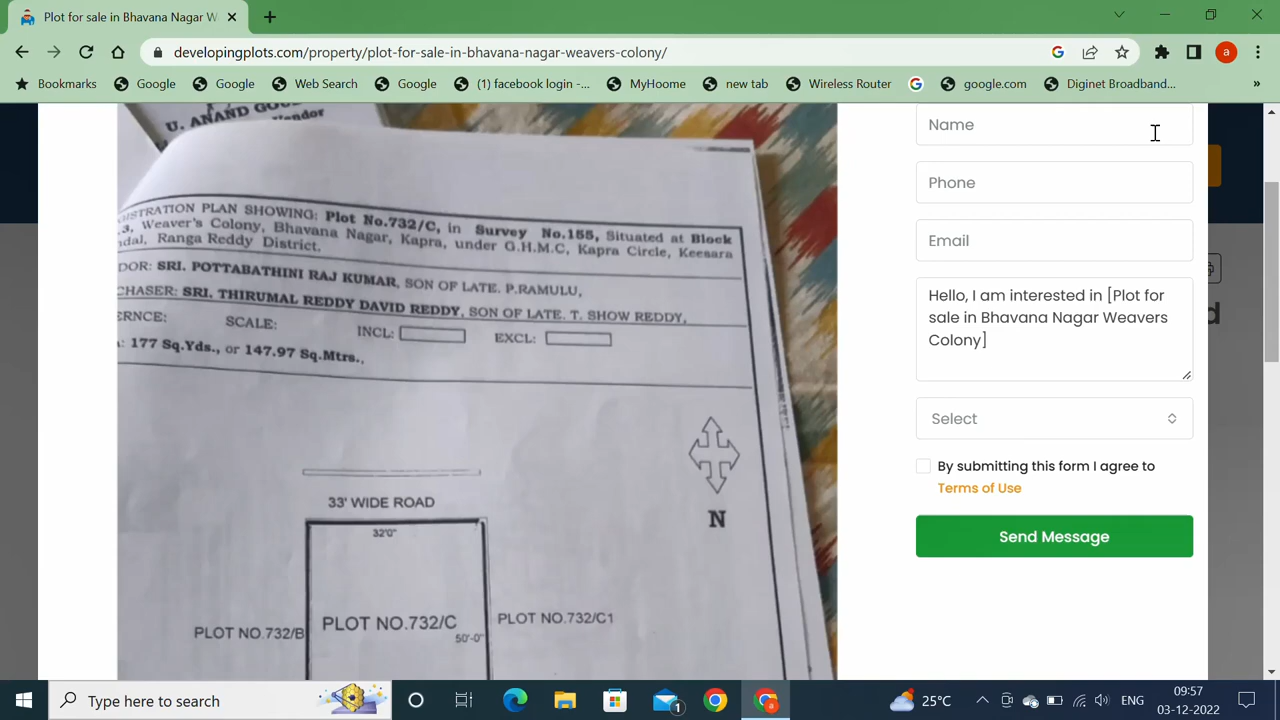 Plot for sale in Bhavana Nagar W
developingplots.com/property/plot-for-sale-in-bhavana-nagar-weavers-colony/
a
Bookmarks
Google
Google
Web Search
Google
(1) facebook login -...
MyHoome
new tab
Wireless Router
google.com
Diginet Broadband...
»
U. ANAND
Name
Phone
Email
Hello, I am interested in [Plot for
sale in Bhavana Nagar Weavers
Colony]
Select
By submitting this form I agree to
Terms of Use
Send Message
ISTRATION PLAN SHOWING: Plot No.732/C, in Survey No.155, Situated at Block
.3, Weaver's Colony, Bhavana Nagar, Kapra, under G.H.M.C, Kapra Circle, Keesara
dal, Ranga Reddy District.
DOR: SRI. POTTABATHINI RAJ KUMAR, SON OF LATE. P.RAMULU,
CHASER: SRI. THIRUMAL REDDY DAVID REDDY, SON OF LATE. T. SHOW REDDY,
ERNCE: SCALE: INCL: EXCL:
: 177 Sq.Yds., or 147.97 Sq.Mtrs.,
N
33' WIDE ROAD
32'0"
PLOT NO.732/B
PLOT NO.732/C
50'-0"
PLOT NO.732/C1
Type here to search
1
a
25°C
ENG
09:57
03-12-2022